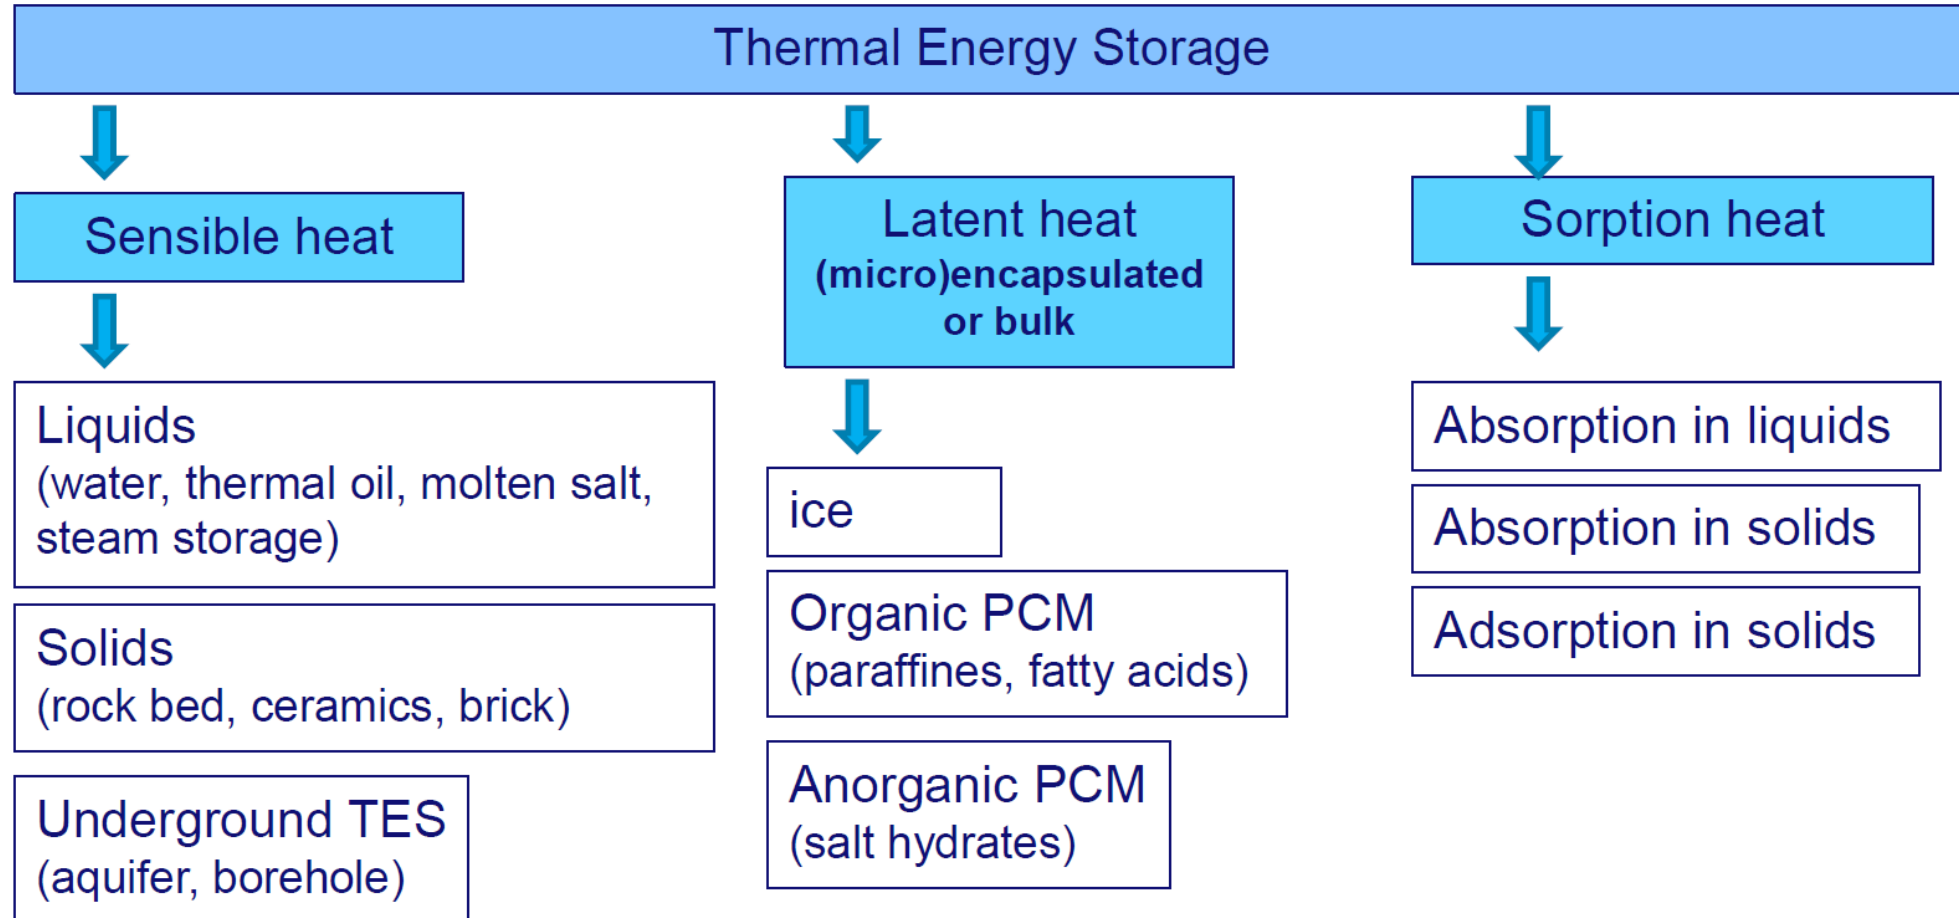 Thermal Energy Storage
Sensible heat
Liquids
(water, thermal oil, molten salt,
steam storage)
Solids
(rock bed, ceramics, brick)
Underground TES
(aquifer, borehole)
Latent heat
(micro)encapsulated
or bulk
ice
Organic PCM
(paraffines, fatty acids)
Anorganic PCM
(salt hydrates)
Sorption heat
Absorption in liquids
Absorption in solids
Adsorption in solids